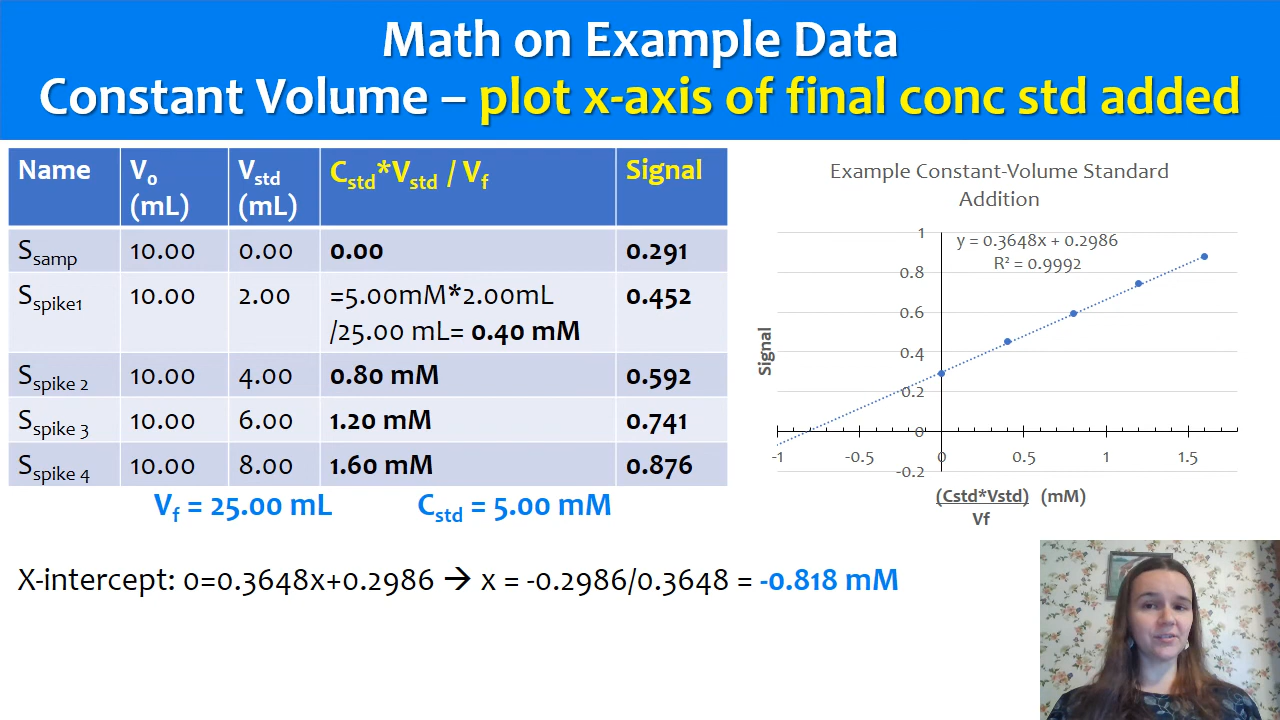 Math on Example Data
Constant Volume – plot x-axis of final conc std added
Name V₀ (mL) Vstd (mL) Cstd*Vstd / Vf Signal
Ssamp 10.00 0.00 0.00 0.291
Sspike1 10.00 2.00 =5.00mM*2.00mL /25.00 mL= 0.40 mM 0.452
Sspike 2 10.00 4.00 0.80 mM 0.592
Sspike 3 10.00 6.00 1.20 mM 0.741
Sspike 4 10.00 8.00 1.60 mM 0.876
Vf = 25.00 mL Cstd = 5.00 mM
Example Constant-Volume Standard
Addition
y = 0.3648x + 0.2986
R² = 0.9992
1
0.8
0.6
0.4
0.2
0
-0.2
Signal
-1 -0.5 0 0.5 1 1.5
(Cstd*Vstd) (mM)
Vf
X-intercept: 0=0.3648x+0.2986 → x = -0.2986/0.3648 = -0.818 mM